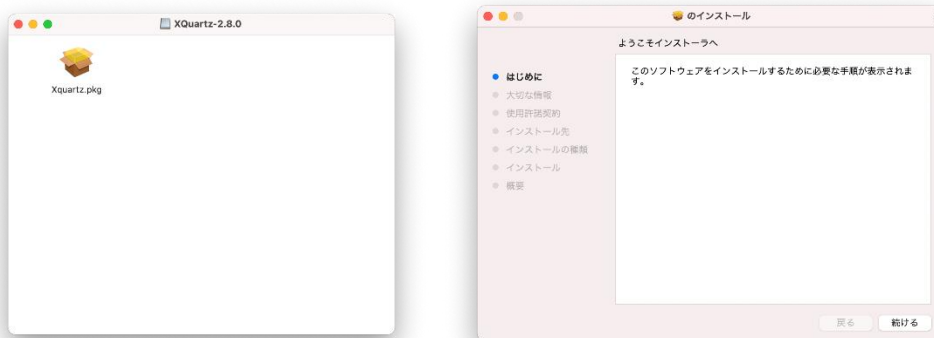 XQuartz-2.8.0
Xquartz.pkg
のインストール
ようこそインストーラへ
はじめに
大切な情報
使用許諾契約
インストール先
インストールの種類
インストール
概要
このソフトウェアをインストールするために必要な手順が表示されま
す。
戻る
続ける